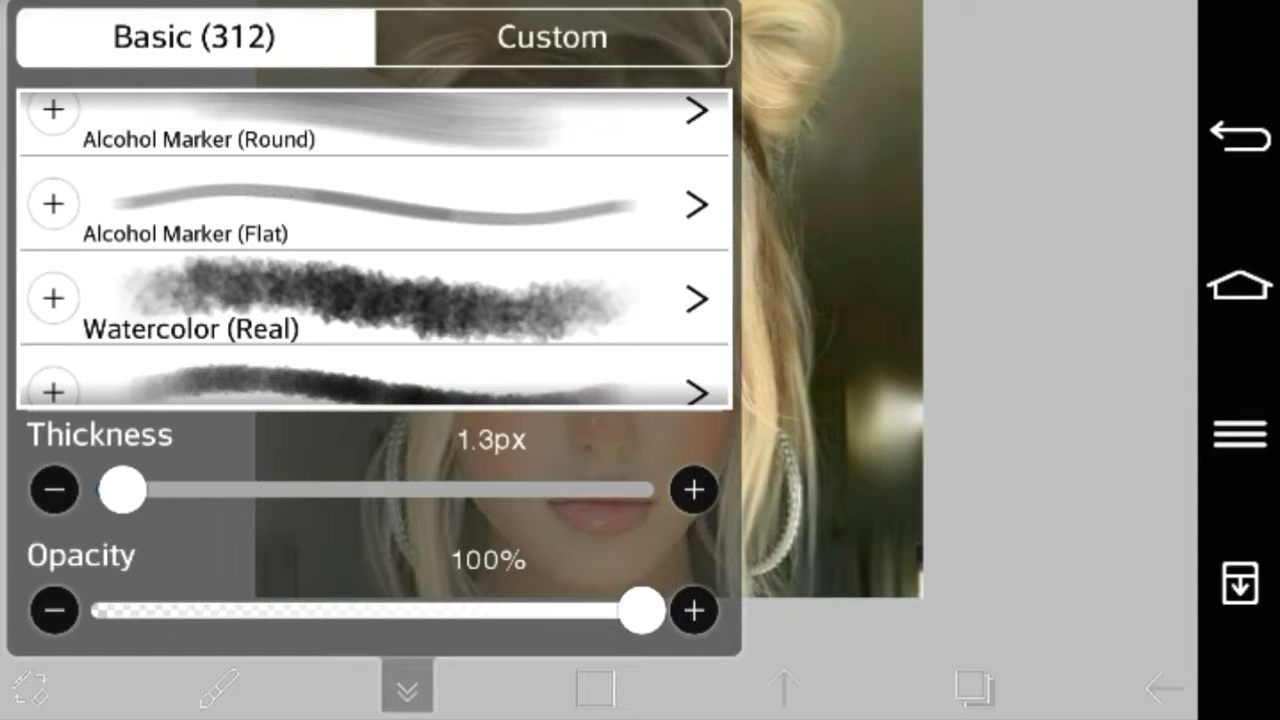 Basic (312)
Custom
Alcohol Marker (Round)
Alcohol Marker (Flat)
Watercolor (Real)
Thickness
1.3px
Opacity
100%